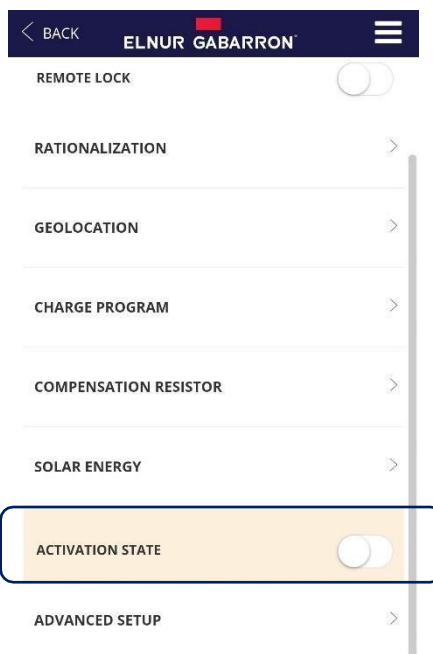 BACK
ELNUR GABARRON
REMOTE LOCK
RATIONALIZATION
GEOLOCATION
CHARGE PROGRAM
COMPENSATION RESISTOR
SOLAR ENERGY
ACTIVATION STATE
ADVANCED SETUP